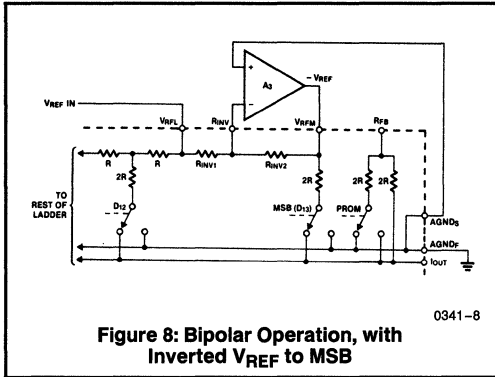 +
A3
−
−VREF
VREF IN
VRFL
RINV
VRFM
RFB
R
R
RINV1
RINV2
2R
2R
2R
2R
TO
REST OF
LADDER
D12
MSB (D13)
PROM
AGNDS
AGNDF
IOUT
0341–8
Figure 8: Bipolar Operation, with
Inverted VREF to MSB